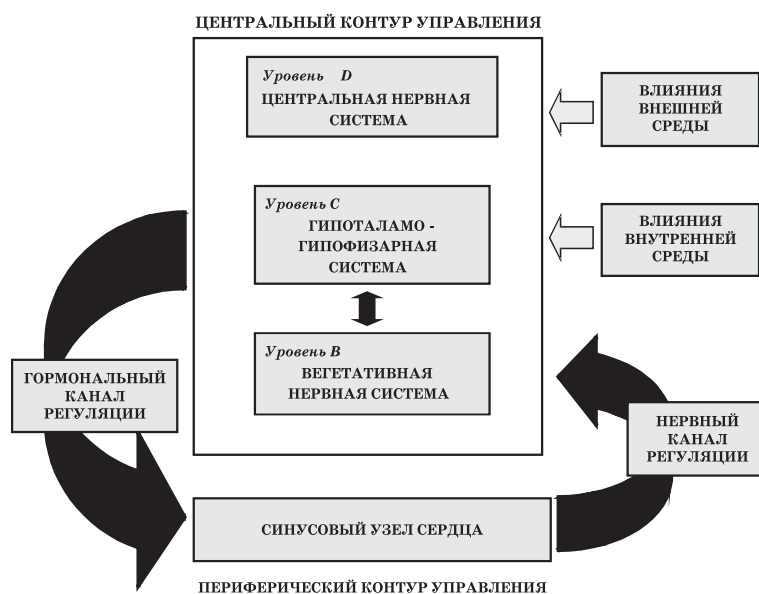 ЦЕНТРАЛЬНЫЙ КОНТУР УПРАВЛЕНИЯ
Уровень D
ЦЕНТРАЛЬНАЯ НЕРВНАЯ
СИСТЕМА
ВЛИЯНИЯ
ВНЕШНЕЙ
СРЕДЫ
Уровень C
ГИПОТАЛАМО -
ГИПОФИЗАРНАЯ
СИСТЕМА
ВЛИЯНИЯ
ВНУТРЕННЕЙ
СРЕДЫ
Уровень B
ВЕГЕТАТИВНАЯ
НЕРВНАЯ СИСТЕМА
ГОРМОНАЛЬНЫЙ
КАНАЛ
РЕГУЛЯЦИИ
НЕРВНЫЙ
КАНАЛ
РЕГУЛЯЦИИ
СИНУСОВЫЙ УЗЕЛ СЕРДЦА
ПЕРИФЕРИЧЕСКИЙ КОНТУР УПРАВЛЕНИЯ